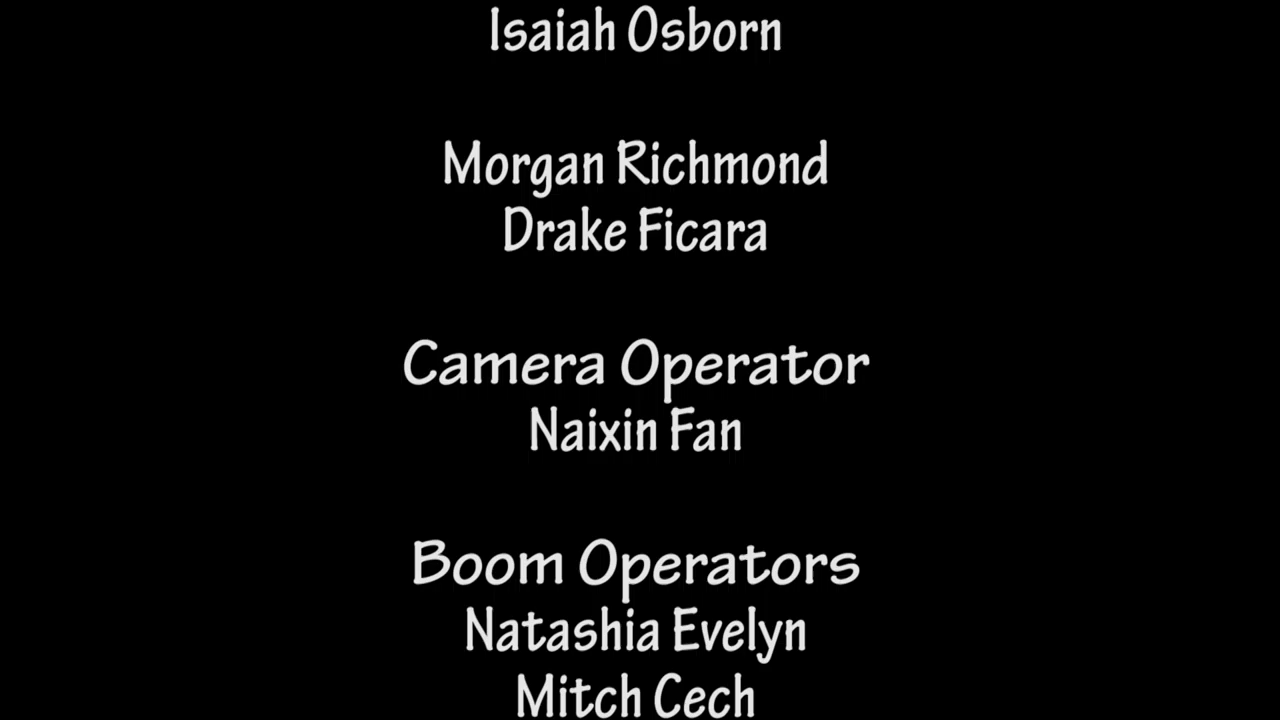 Isaiah Osborn
Morgan Richmond
Drake Ficara
Camera Operator
Naixin Fan
Boom Operators
Natashia Evelyn
Mitch Cech